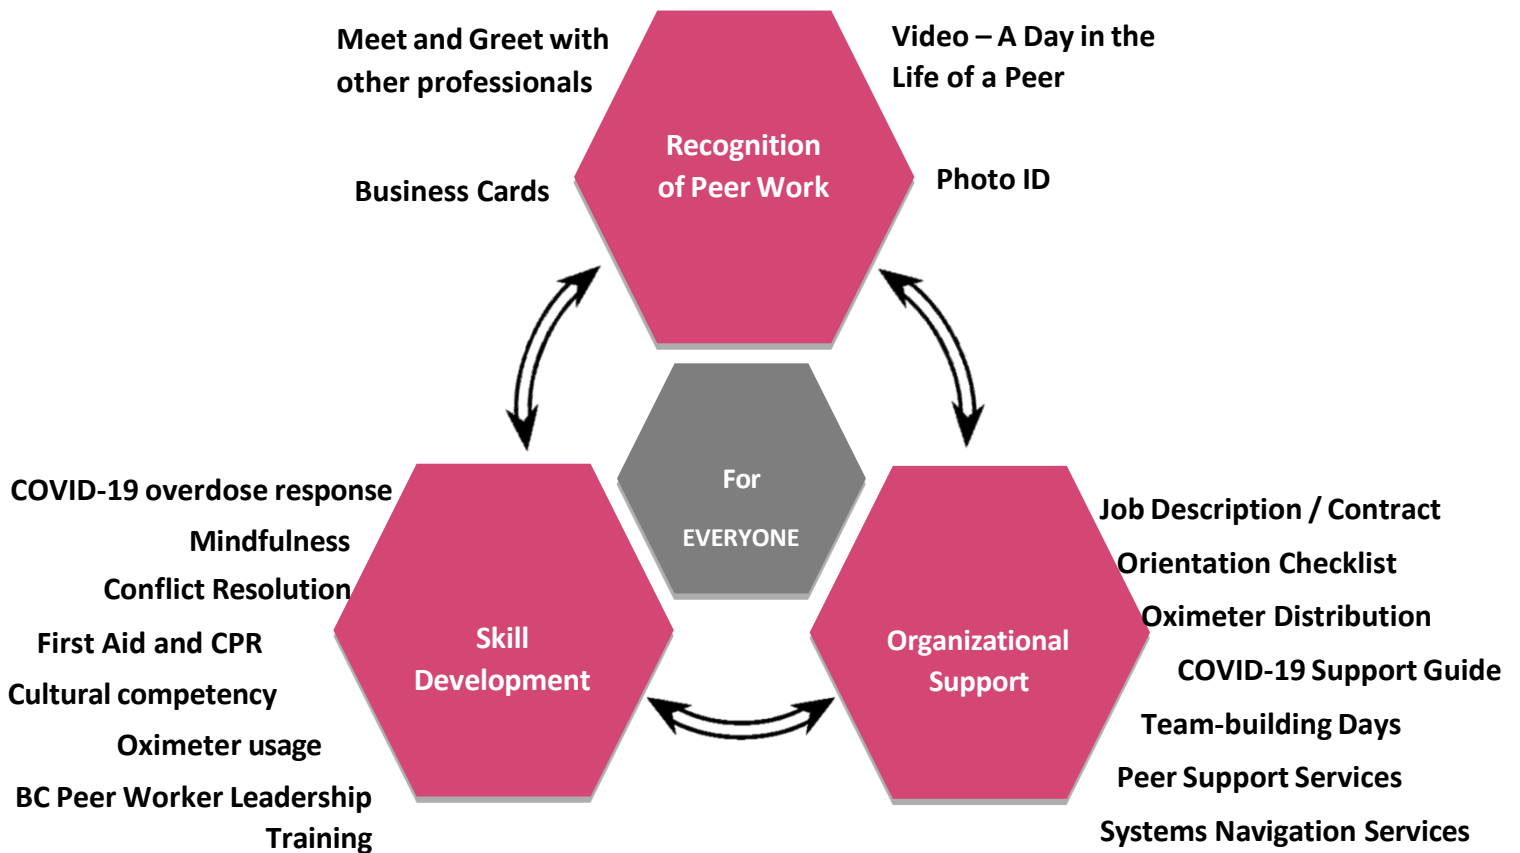 Meet and Greet with
other professionals
Video – A Day in the
Life of a Peer
Recognition
of Peer Work
Business Cards
Photo ID
For
EVERYONE
COVID-19 overdose response
Mindfulness
Conflict Resolution
First Aid and CPR
Cultural competency
Oximeter usage
BC Peer Worker Leadership
Training
Skill
Development
Organizational
Support
Job Description / Contract
Orientation Checklist
Oximeter Distribution
COVID-19 Support Guide
Team-building Days
Peer Support Services
Systems Navigation Services